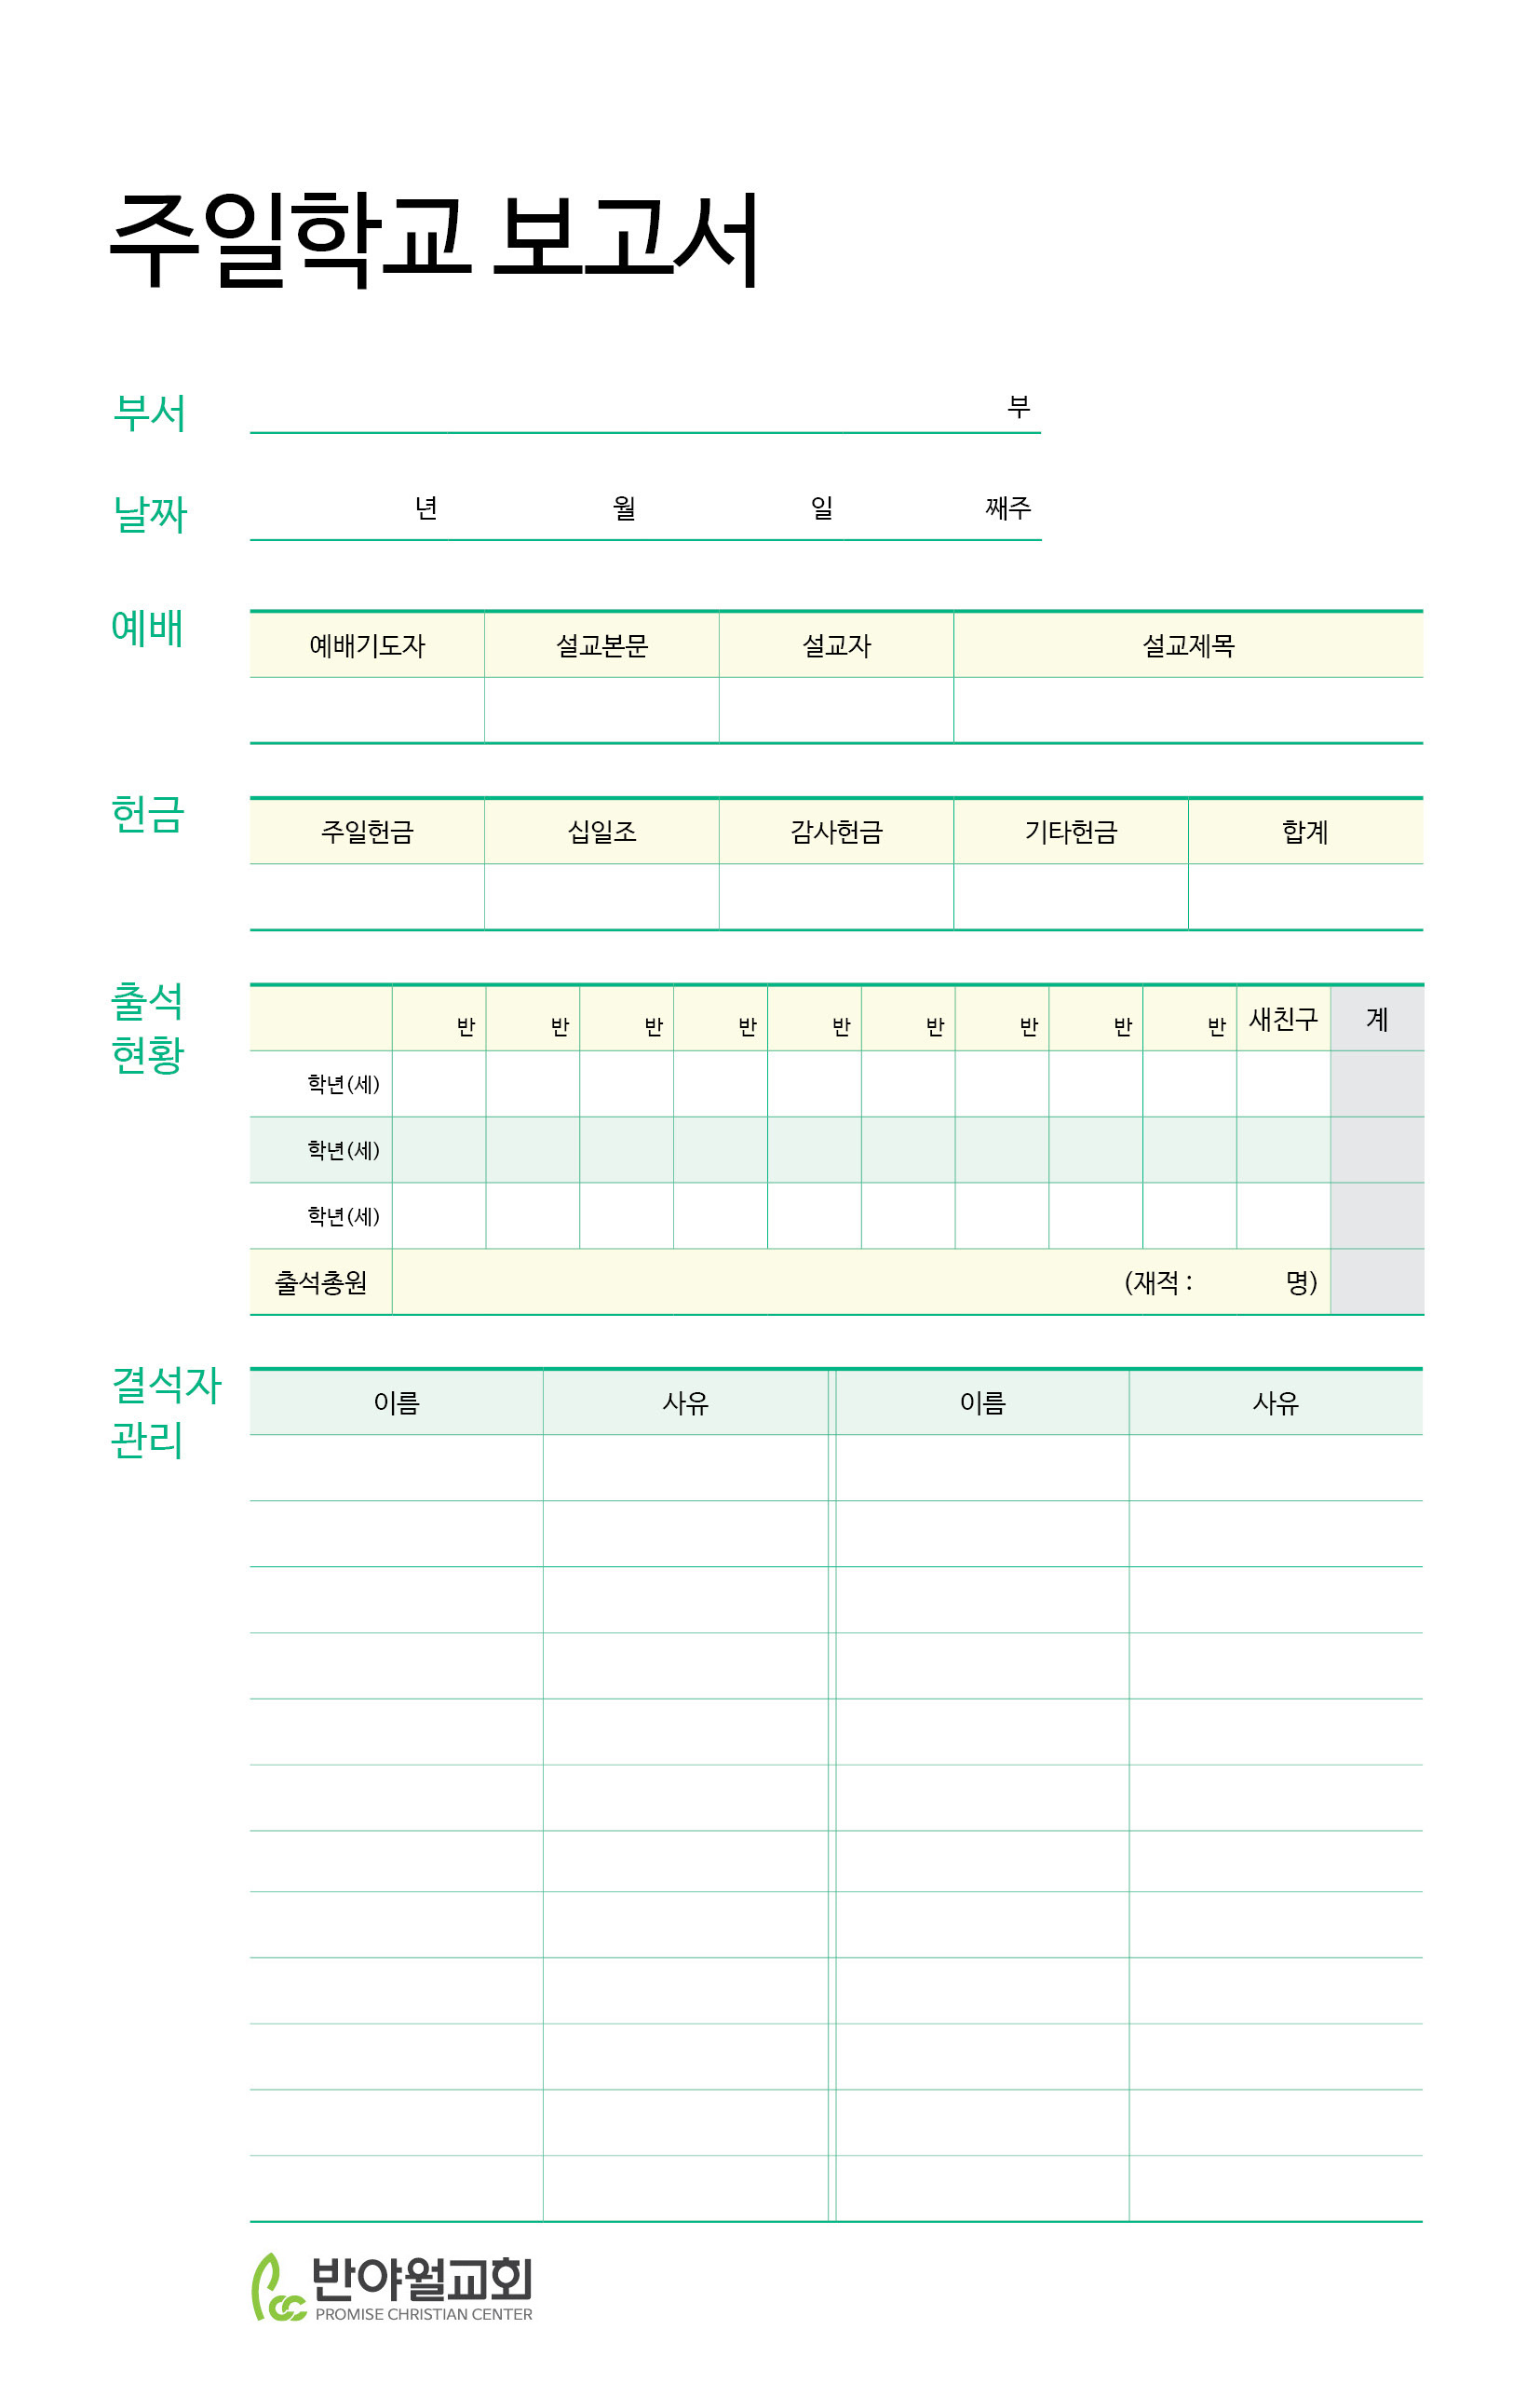 주일학교 보고서
부서 부
날짜 년 월 일 째주
예배
예배기도자 설교본문 설교자 설교제목
헌금
주일헌금 십일조 감사헌금 기타헌금 합계
출석
현황
반 반 반 반 반 반 반 반 반 새친구 계
학년(세)
학년(세)
학년(세)
출석총원 (재적 : 명)
결석자
관리
이름 사유 이름 사유
반야월교회
PROMISE CHRISTIAN CENTER